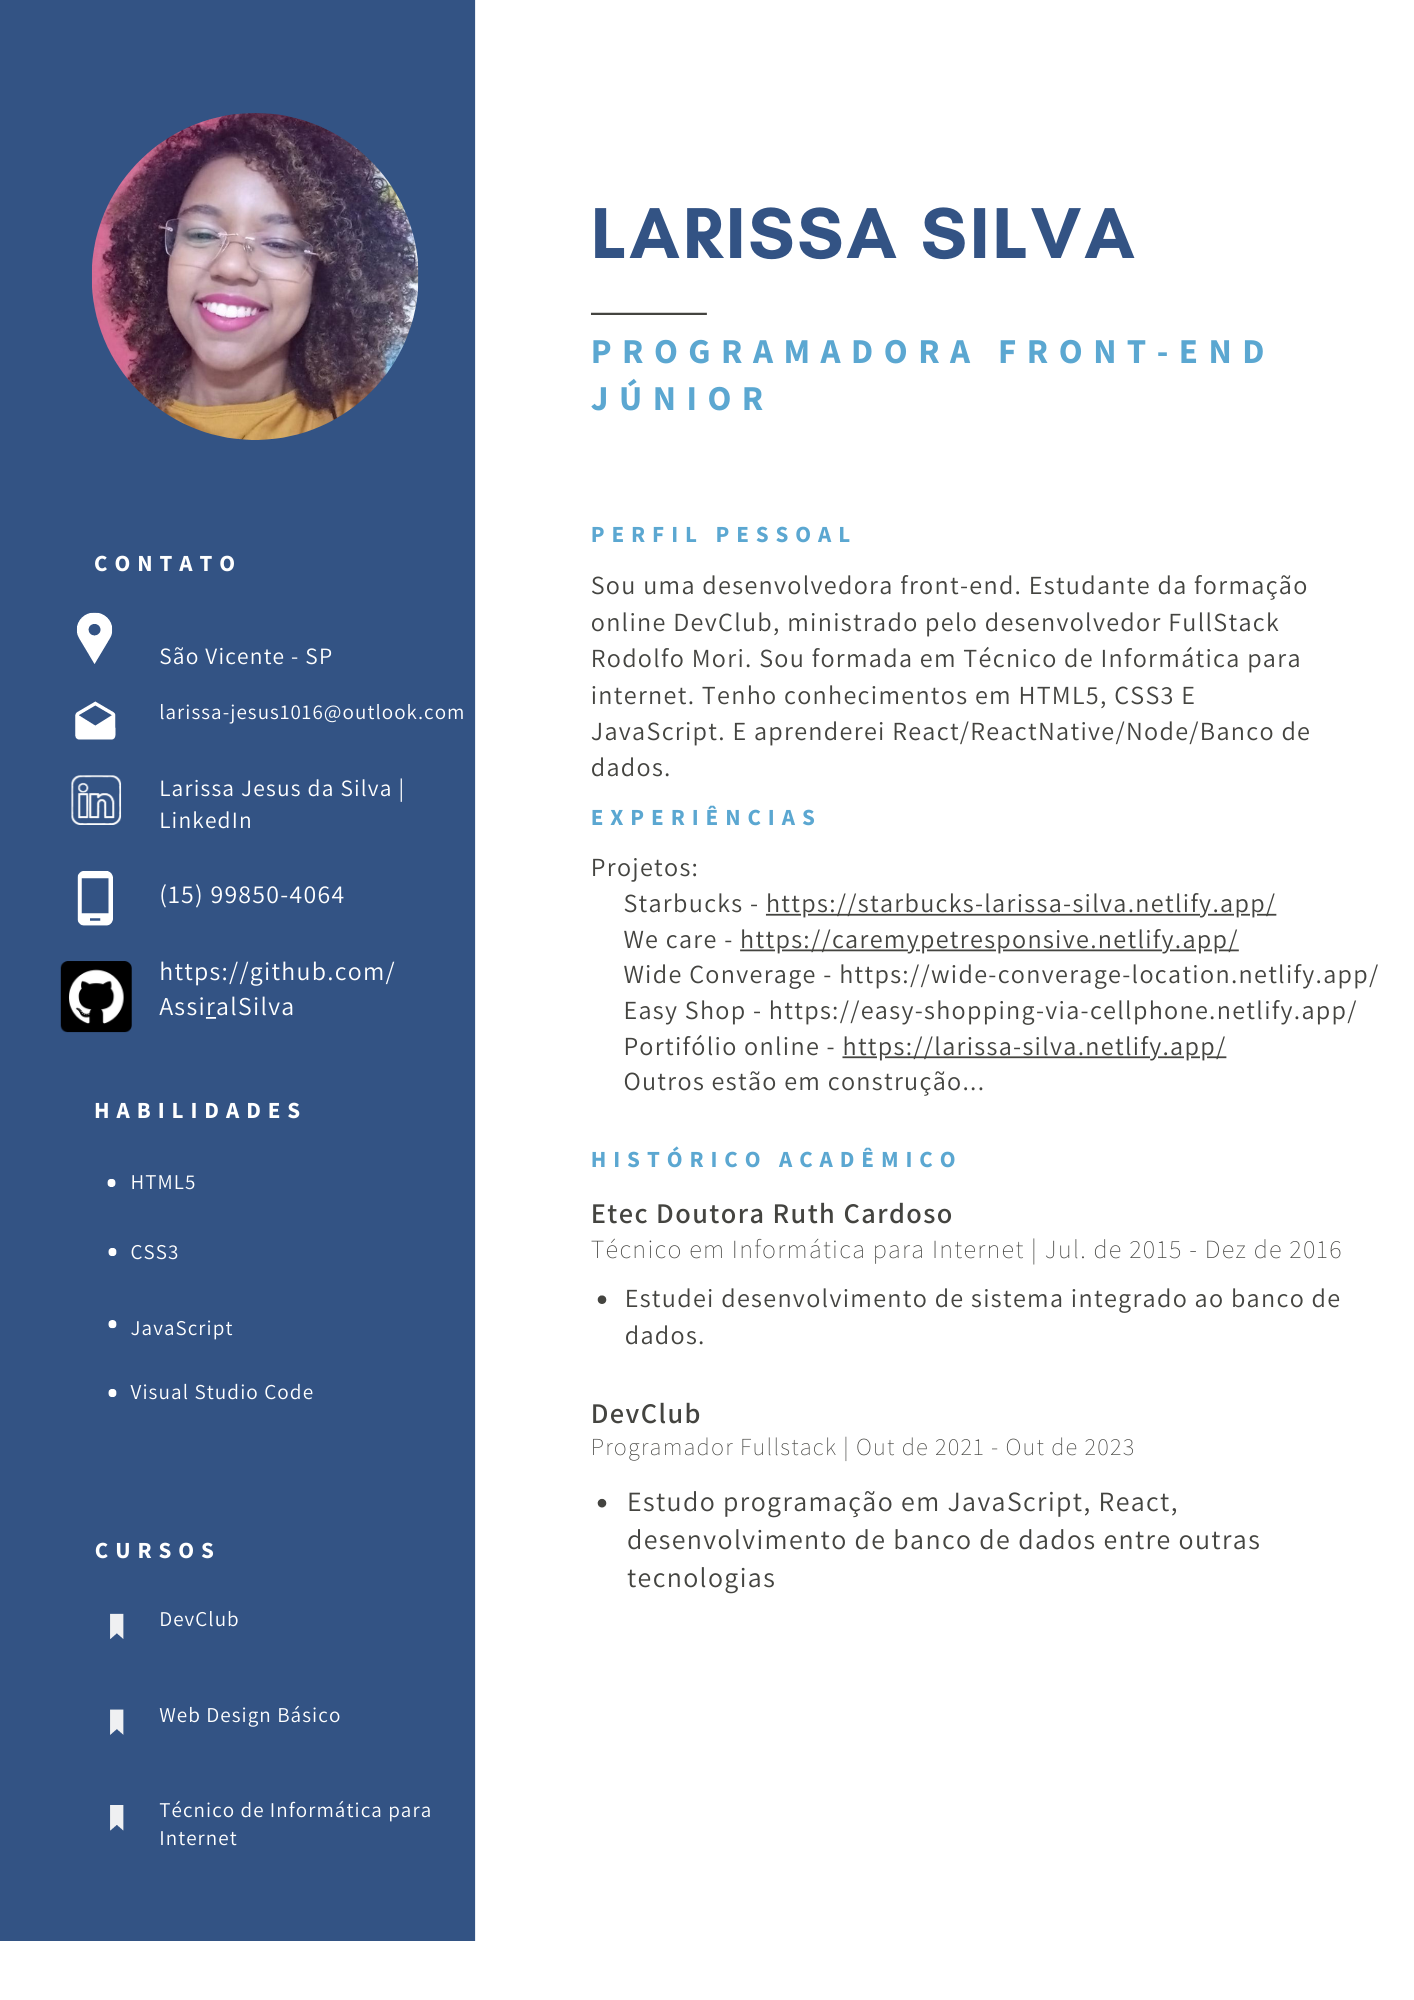 LARISSA SILVA
PROGRAMADORA FRONT-END
JÚNIOR
CONTATO
São Vicente - SP
larissa-jesus1016@outlook.com
in
Larissa Jesus da Silva |
LinkedIn
(15) 99850-4064
https://github.com/
AssiralSilva
HABILIDADES
HTML5
CSS3
JavaScript
Visual Studio Code
CURSOS
DevClub
Web Design Básico
Técnico de Informática para
Internet
PERFIL PESSOAL
Sou uma desenvolvedora front-end. Estudante da formação
online DevClub, ministrado pelo desenvolvedor FullStack
Rodolfo Mori. Sou formada em Técnico de Informática para
internet. Tenho conhecimentos em HTML5, CSS3 E
JavaScript. E aprenderei React/ReactNative/Node/Banco de
dados.
EXPERIÊNCIAS
Projetos:
Starbucks - https://starbucks-larissa-silva.netlify.app/
We care - https://caremypetresponsive.netlify.app/
Wide Converage - https://wide-converage-location.netlify.app/
Easy Shop - https://easy-shopping-via-cellphone.netlify.app/
Portifólio online - https://larissa-silva.netlify.app/
Outros estão em construção...
HISTÓRICO ACADÊMICO
Etec Doutora Ruth Cardoso
Técnico em Informática para Internet | Jul. de 2015 - Dez de 2016
Estudei desenvolvimento de sistema integrado ao banco de
dados.
DevClub
Programador Fullstack | Out de 2021 - Out de 2023
Estudo programação em JavaScript, React,
desenvolvimento de banco de dados entre outras
tecnologias